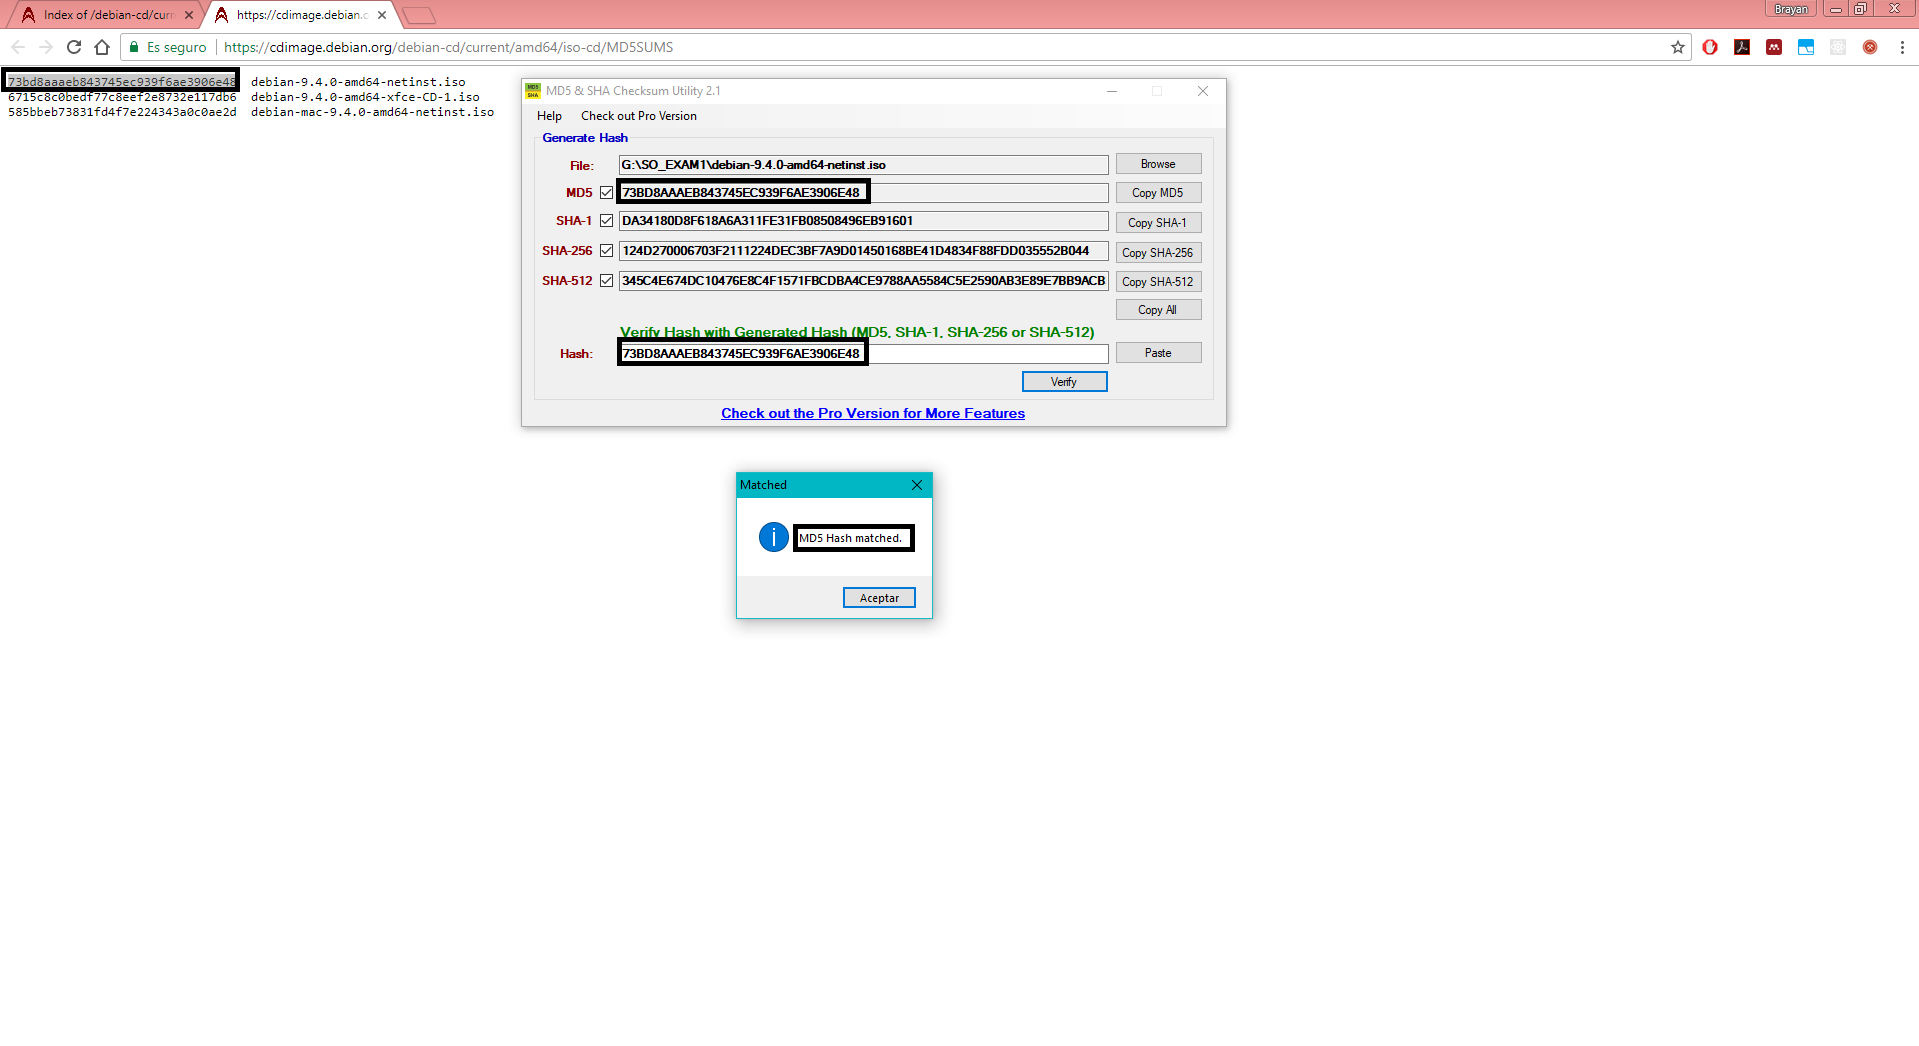 Index of /debian-cd/curr
https://cdimage.debian.o
Brayan
Es seguro
https://cdimage.debian.org/debian-cd/current/amd64/iso-cd/MD5SUMS
73bd8aaaeb843745ec939f6ae3906e48 debian-9.4.0-amd64-netinst.iso
6715c8c0bedf77c8eef2e8732e117db6 debian-9.4.0-amd64-xfce-CD-1.iso
585bbeb73831fd4f7e224343a0c0ae2d debian-mac-9.4.0-amd64-netinst.iso
MD5 & SHA Checksum Utility 2.1
Help Check out Pro Version
Generate Hash
File: G:\SO_EXAM1\debian-9.4.0-amd64-netinst.iso Browse
MD5 73BD8AAAEB843745EC939F6AE3906E48 Copy MD5
SHA-1 DA34180D8F618A6A311FE31FB08508496EB91601 Copy SHA-1
SHA-256 124D270006703F2111224DEC3BF7A9D01450168BE41D4834F88FDD035552B044 Copy SHA-256
SHA-512 345C4E674DC10476E8C4F1571FBCDBA4CE9788AA5584C5E2590AB3E89E7BB9ACB Copy SHA-512
Copy All
Verify Hash with Generated Hash (MD5, SHA-1, SHA-256 or SHA-512)
Hash: 73BD8AAAEB843745EC939F6AE3906E48 Paste
Verify
Check out the Pro Version for More Features
Matched
MD5 Hash matched.
Aceptar